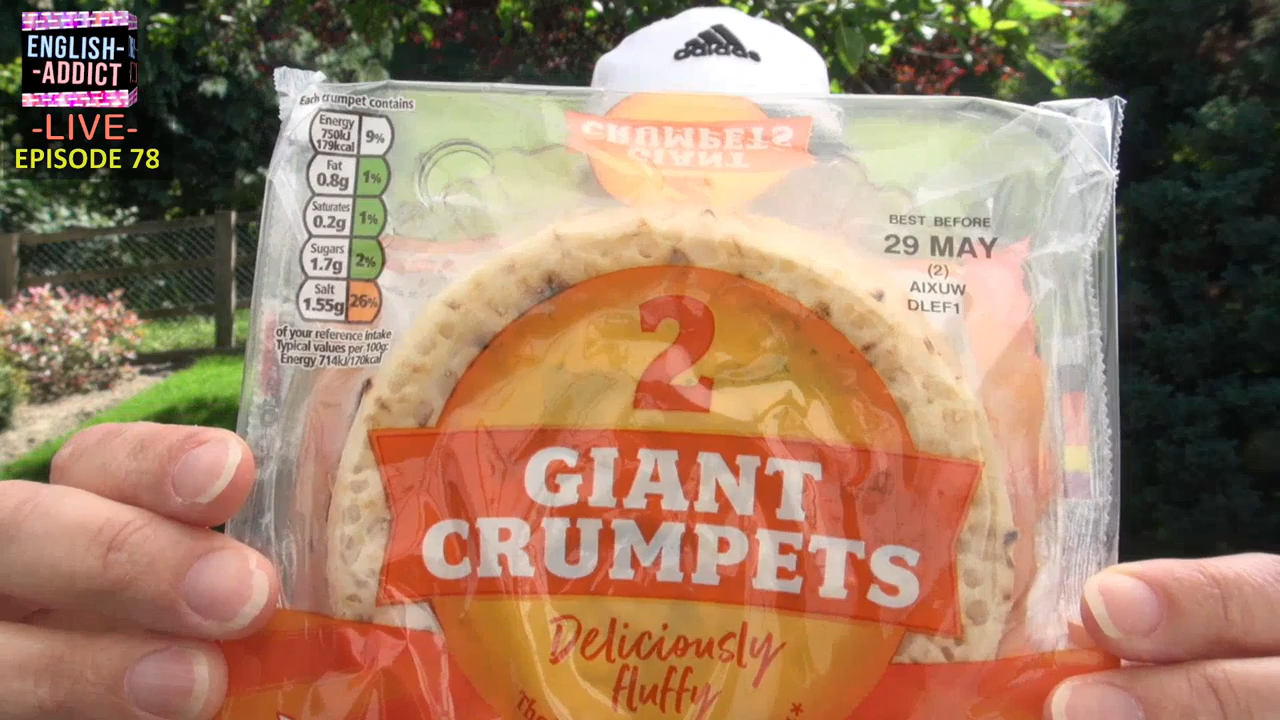 ENGLISH-
-ADDICT
-LIVE-
EPISODE 78
adidas
GIANT
CRUMPETS
Each crumpet contains
Energy
750kJ
179kcal
9%
Fat
0.8g
1%
Saturates
0.2g
1%
Sugars
1.7g
2%
Salt
1.55g
26%
of your reference intake
Typical values per 100g:
Energy 714kJ/170kcal
BEST BEFORE
29 MAY
(2)
AIXUW
DLEF1
2
GIANT
CRUMPETS
Deliciously
fluffy